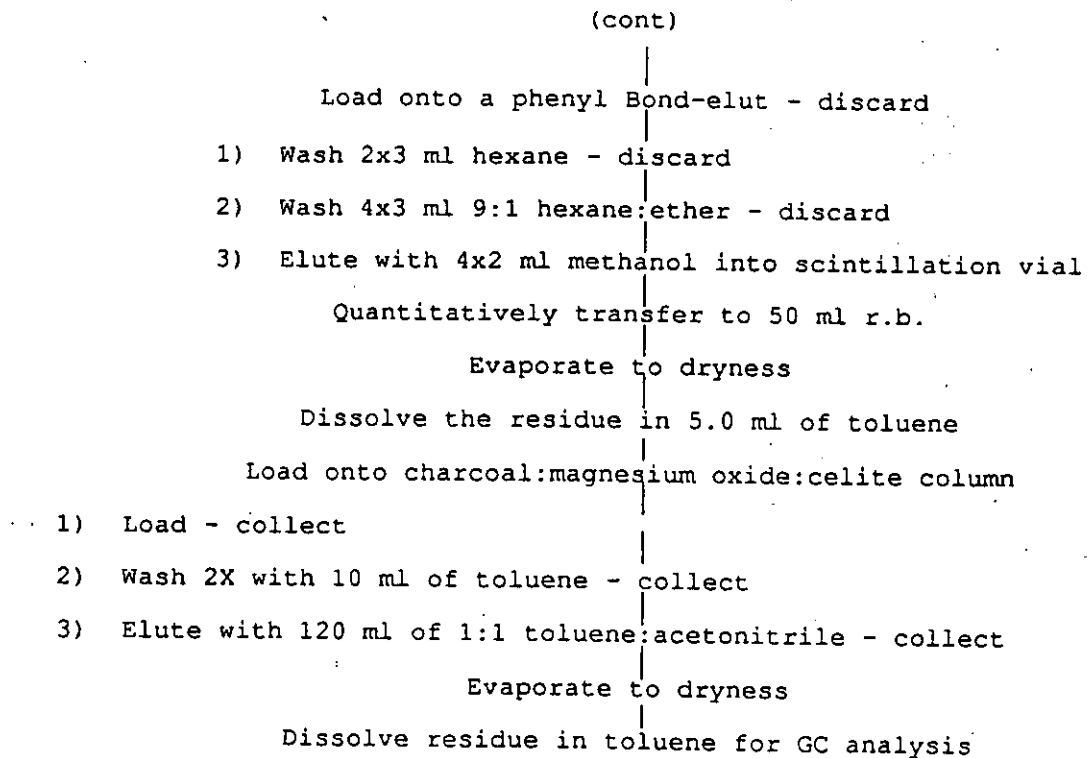 (cont)
Load onto a phenyl Bond-elut - discard
1) Wash 2x3 ml hexane - discard
2) Wash 4x3 ml 9:1 hexane:ether - discard
3) Elute with 4x2 ml methanol into scintillation vial
Quantitatively transfer to 50 ml r.b.
Evaporate to dryness
Dissolve the residue in 5.0 ml of toluene
Load onto charcoal:magnesium oxide:celite column
1) Load - collect
2) Wash 2X with 10 ml of toluene - collect
3) Elute with 120 ml of 1:1 toluene:acetonitrile - collect
Evaporate to dryness
Dissolve residue in toluene for GC analysis